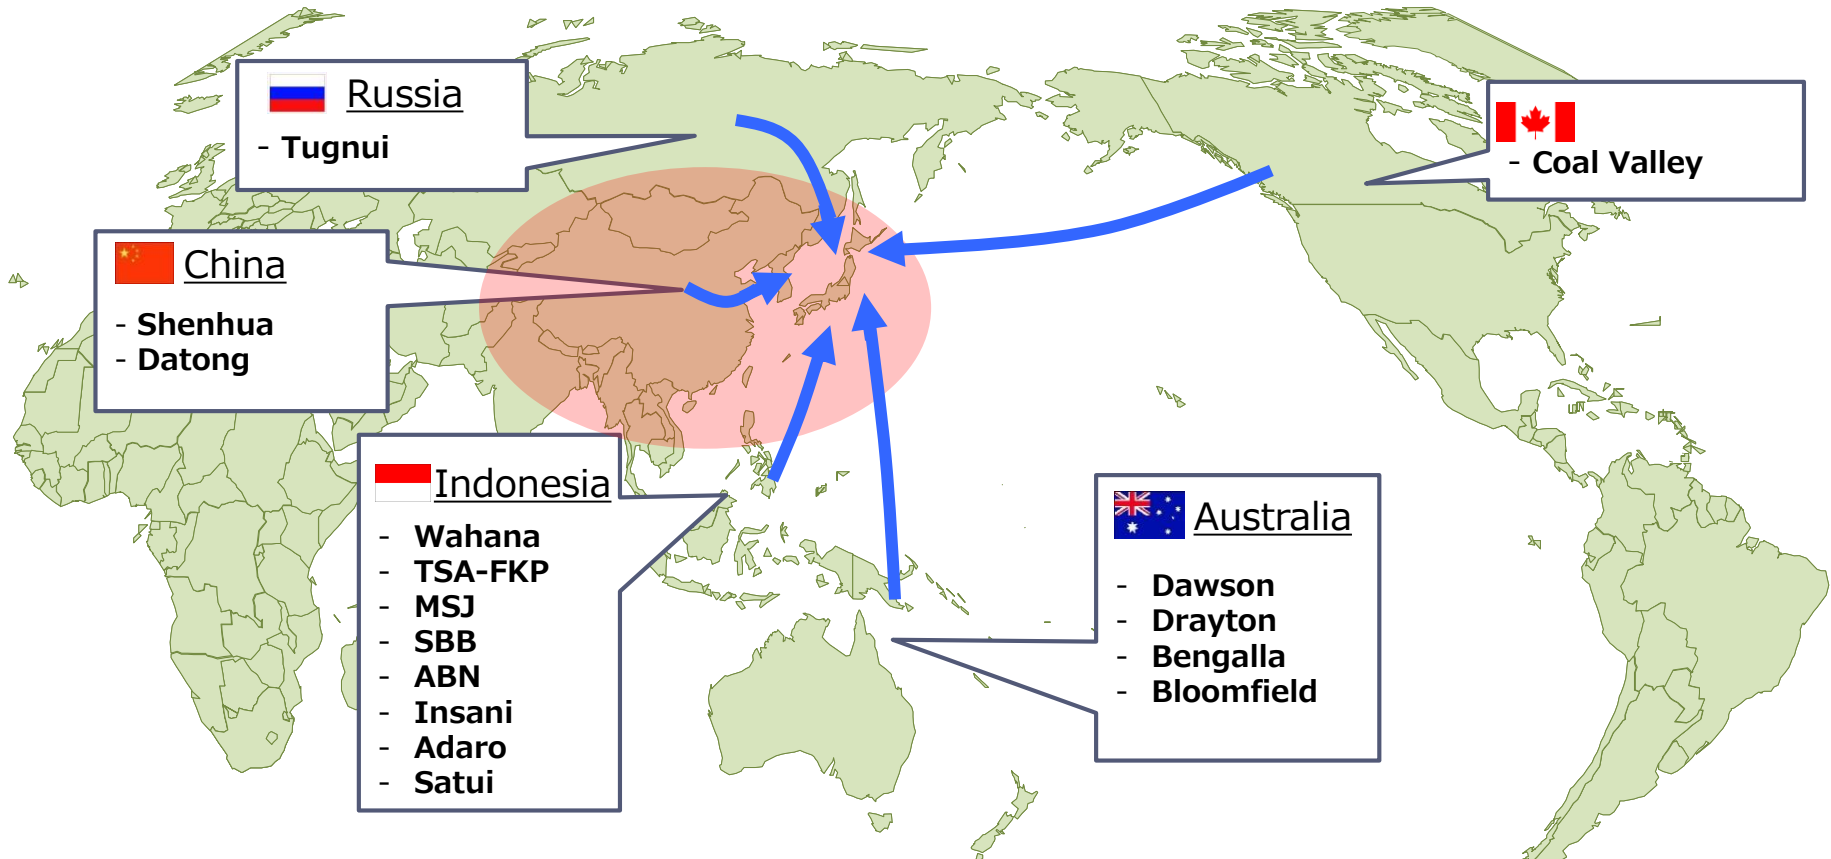 Russia
- Tugnui
- Coal Valley
China
- Shenhua
- Datong
Indonesia
- Wahana
- TSA-FKP
- MSJ
- SBB
- ABN
- Insani
- Adaro
- Satui
Australia
- Dawson
- Drayton
- Bengalla
- Bloomfield